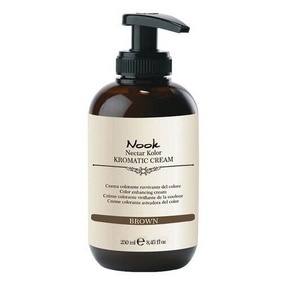 Nook
Nectar Kolor
KROMATIC CREAM
Crema colorante ravvivante del colore
Color enhancing cream
Crème colorante vivifiante de la couleur
Creme colorante activadora del color
BROWN
250 ml e 8,45 fl oz